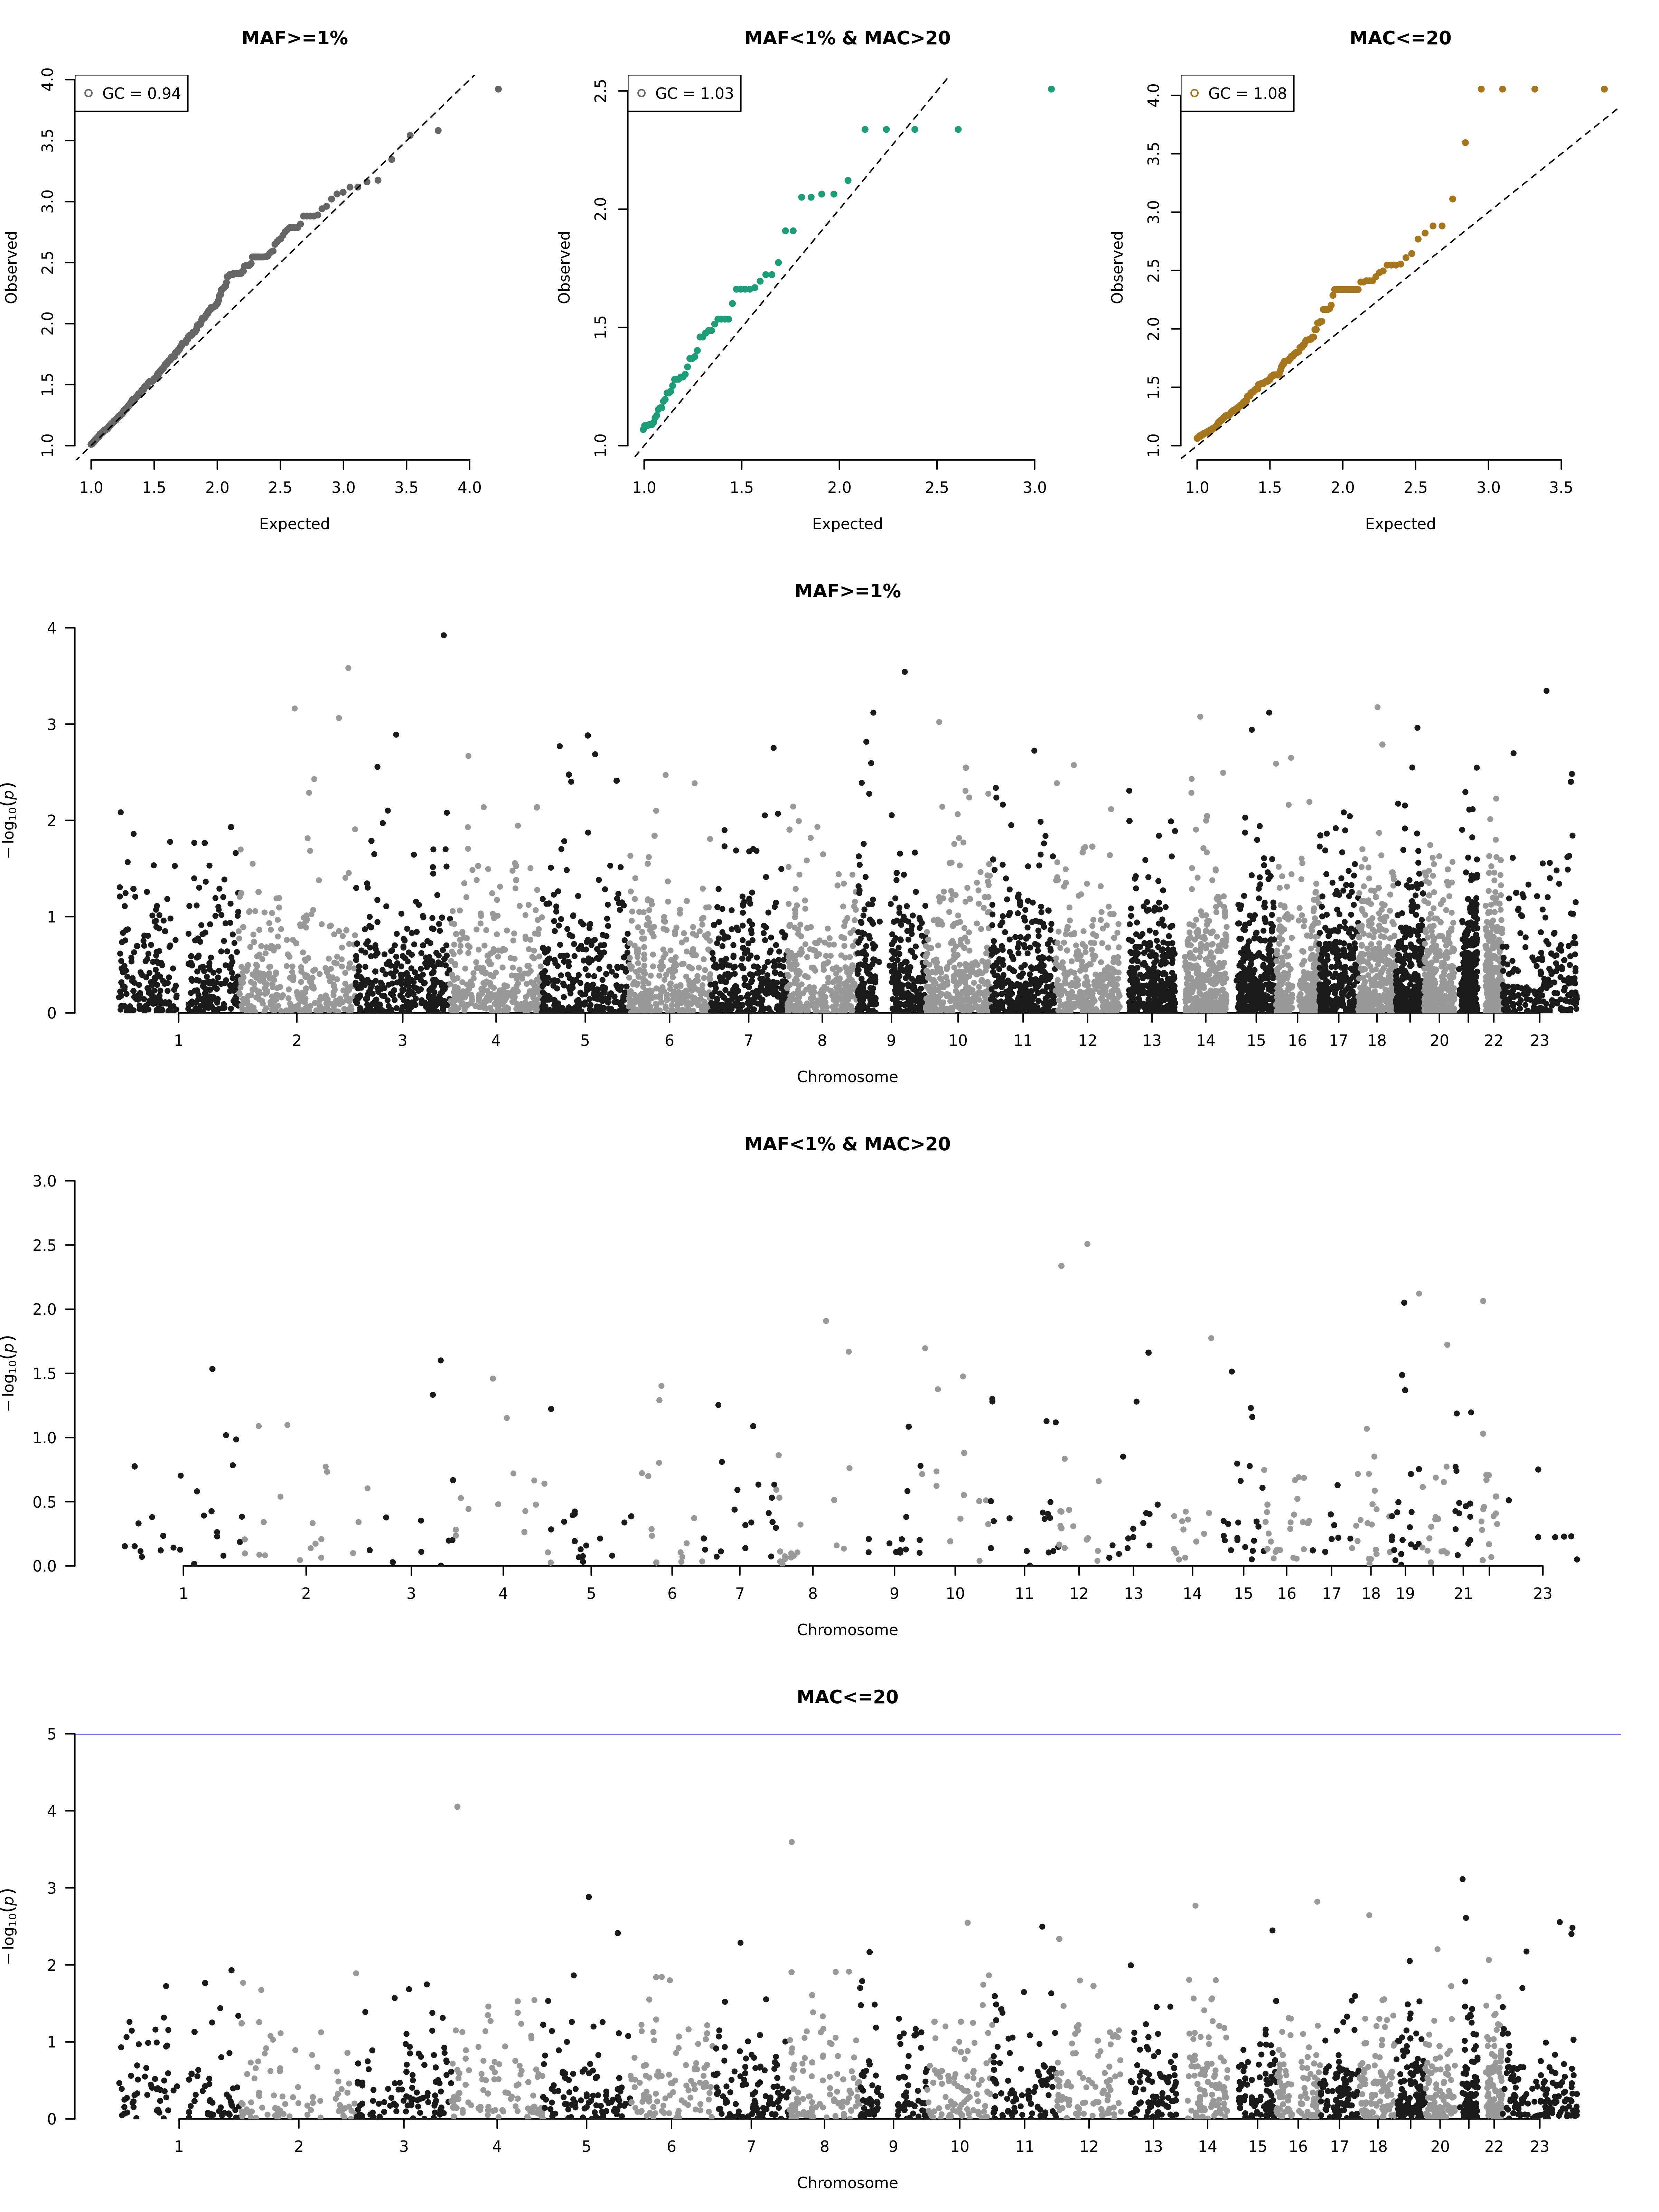 MAF>=1%
MAF<1% & MAC>20
MAC<=20
GC = 0.94
Observed
1.0 1.5 2.0 2.5 3.0 3.5 4.0
1.0 1.5 2.0 2.5 3.0 3.5 4.0
Expected
GC = 1.03
Observed
1.0 1.5 2.0 2.5
1.0 1.5 2.0 2.5 3.0
Expected
GC = 1.08
Observed
1.0 1.5 2.0 2.5 3.0 3.5 4.0
1.0 1.5 2.0 2.5 3.0 3.5
Expected
MAF>=1%
− log₁₀(p)
4
3
2
1
0
1 2 3 4 5 6 7 8 9 10 11 12 13 14 15 16 17 18 20 22 23
Chromosome
MAF<1% & MAC>20
− log₁₀(p)
3.0
2.5
2.0
1.5
1.0
0.5
0.0
1 2 3 4 5 6 7 8 9 10 11 12 13 14 15 16 17 18 19 21 23
Chromosome
MAC<=20
− log₁₀(p)
5
4
3
2
1
0
1 2 3 4 5 6 7 8 9 10 11 12 13 14 15 16 17 18 20 22 23
Chromosome